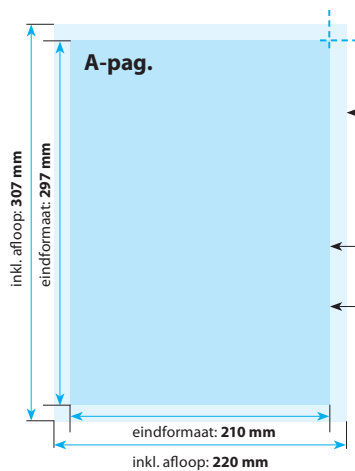 A-pag.
inkl. afloop: 307 mm
eindformaat: 297 mm
eindformaat: 210 mm
inkl. afloop: 220 mm